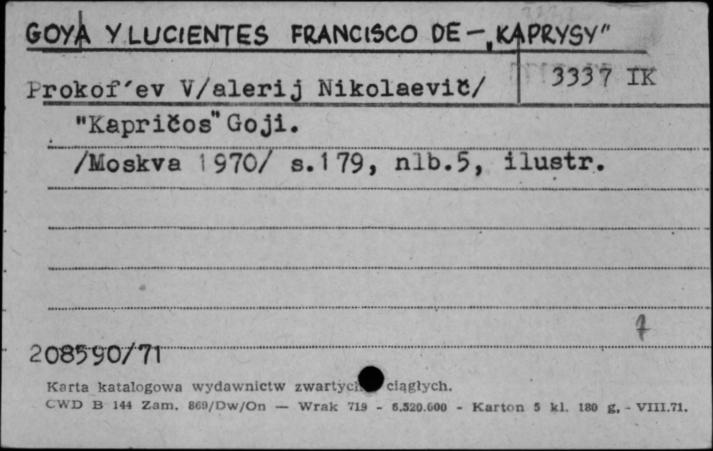 GOYA Y LUCIENTES FRANCISCO DE – „KAPRYSY"
Prokof´ev V/alerij Nikolaevič/
3337 IK
"Kapričos" Goji.
/Moskva 1970/ s.179, nlb.5, ilustr.
7
208590/71
Karta katalogowa wydawnictw ciągłych.
CWD B 144 Zam. 869/Dw/On — Wrak 719 - 6.520.000 - Karton 5 kl. 180 g. - VIII.71.